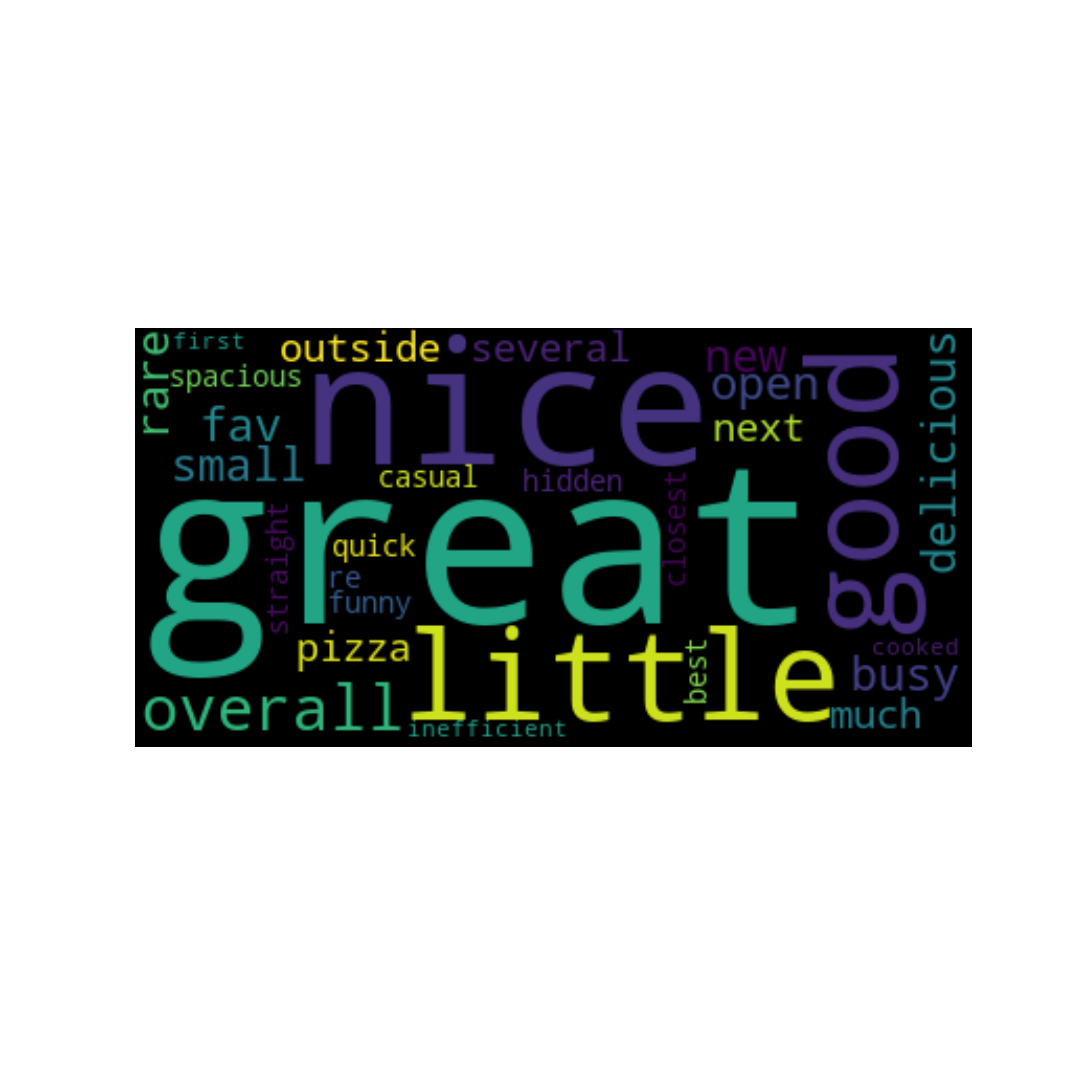 first
outside
several
new
rare
spacious
nice
open
good
delicious
fav
next
small
casual
hidden
great
straight
closest
quick
re
funny
pizza
little
best
cooked
busy
overall
much
inefficient